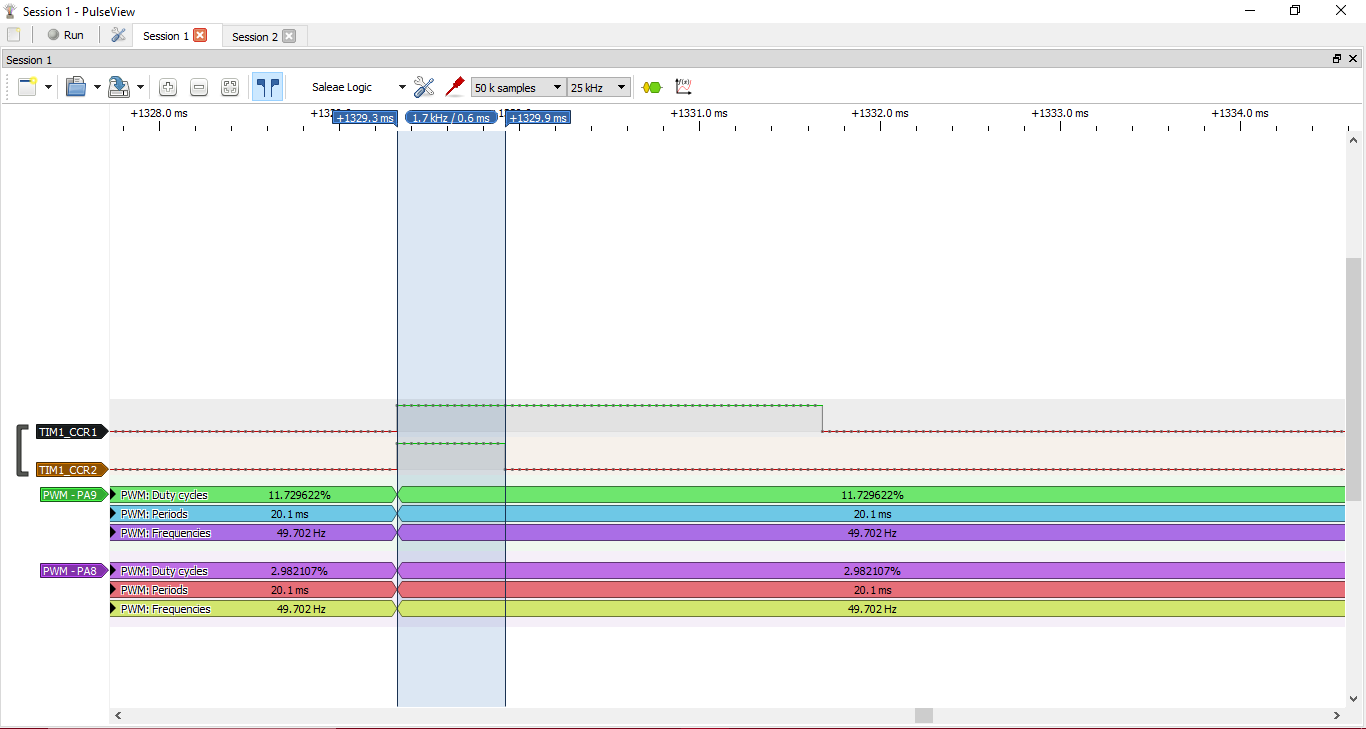 Session 1 - PulseView
Run
Session 1
Session 2
Session 1
Saleae Logic
50 k samples
25 kHz
+1328.0 ms
+1329.3 ms
1.7 kHz / 0.6 ms
+1329.9 ms
+1331.0 ms
+1332.0 ms
+1333.0 ms
+1334.0 ms
TIM1_CCR1
TIM1_CCR2
PWM - PA9
PWM: Duty cycles 11.729622% 11.729622%
PWM: Periods 20.1 ms 20.1 ms
PWM: Frequencies 49.702 Hz 49.702 Hz
PWM - PA8
PWM: Duty cycles 2.982107% 2.982107%
PWM: Periods 20.1 ms 20.1 ms
PWM: Frequencies 49.702 Hz 49.702 Hz